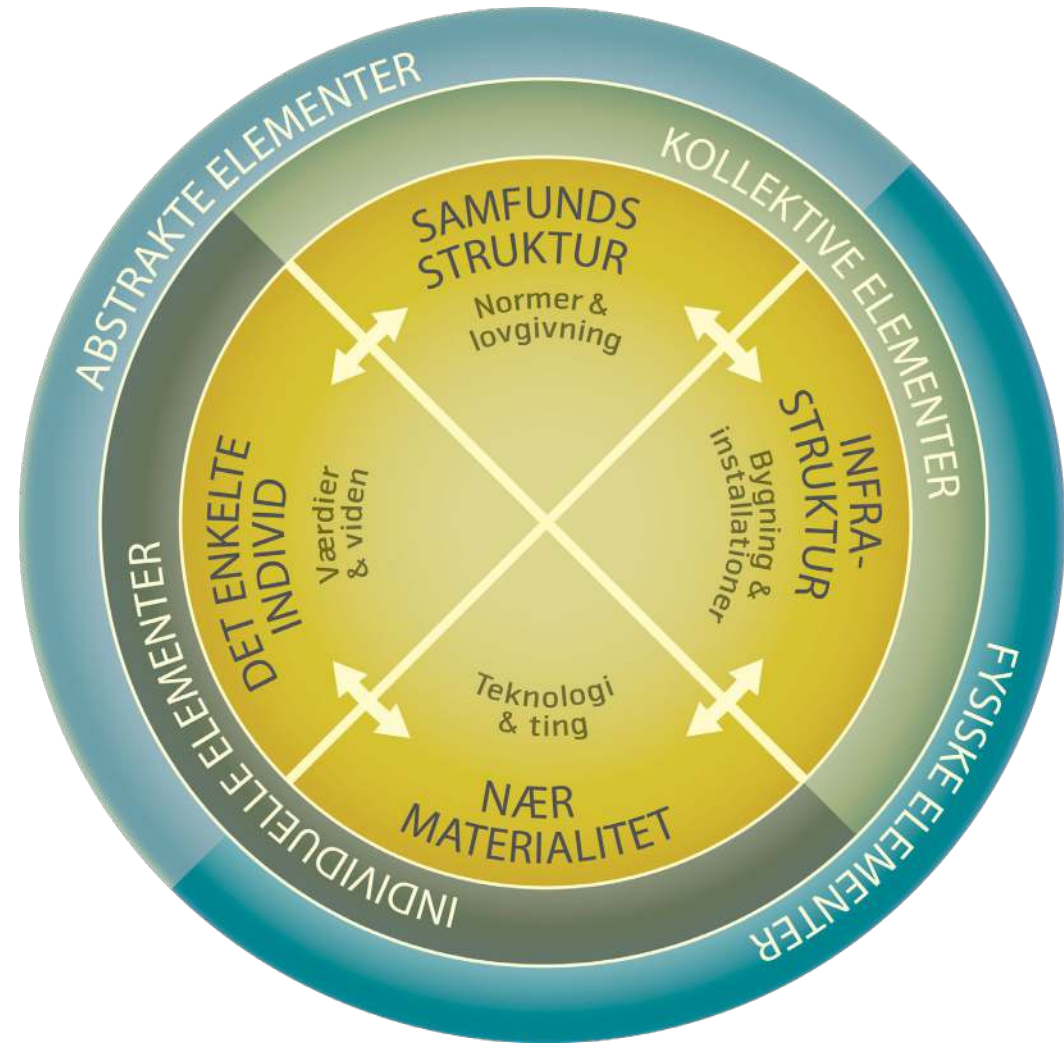 ABSTRAKTE ELEMENTER
KOLLEKTIVE ELEMENTER
SAMFUNDS
STRUKTUR
Normer &
lovgivning
INFRA-
STRUKTUR
Bygning &
installationer
DET ENKELTE
INDIVID
Værdier
& viden
Teknologi
& ting
NÆR
MATERIALITET
INDIVIDUELLE ELEMENTER
FYSISKE ELEMENTER